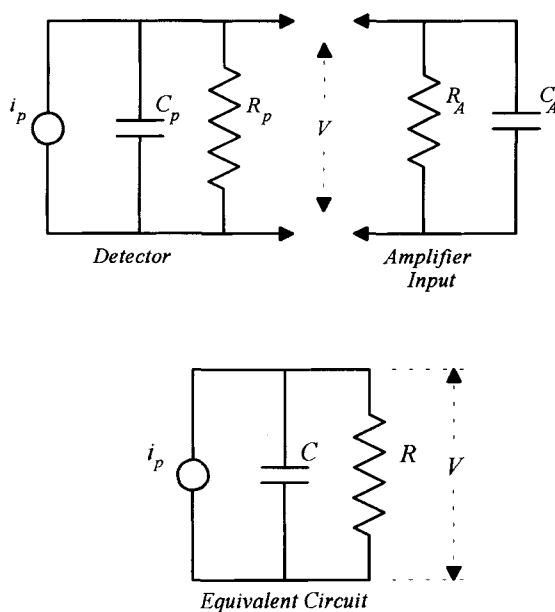 i_p
C_p
R_p
V
R_A
C_A
Detector
Amplifier
Input
i_p
C
R
V
Equivalent Circuit